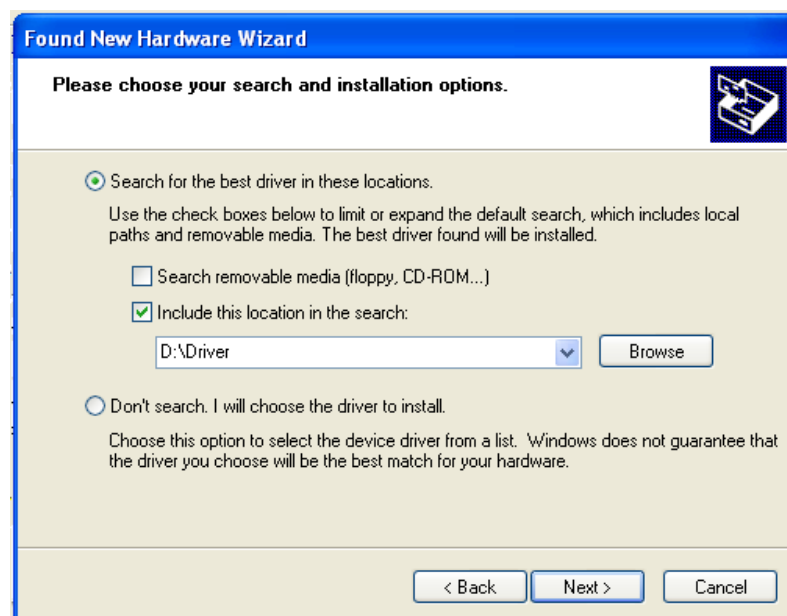 Found New Hardware Wizard
Please choose your search and installation options.
Search for the best driver in these locations.
Use the check boxes below to limit or expand the default search, which includes local
paths and removable media. The best driver found will be installed.
Search removable media (floppy, CD-ROM...)
Include this location in the search:
D:\Driver
Browse
Don't search. I will choose the driver to install.
Choose this option to select the device driver from a list. Windows does not guarantee that
the driver you choose will be the best match for your hardware.
< Back Next > Cancel